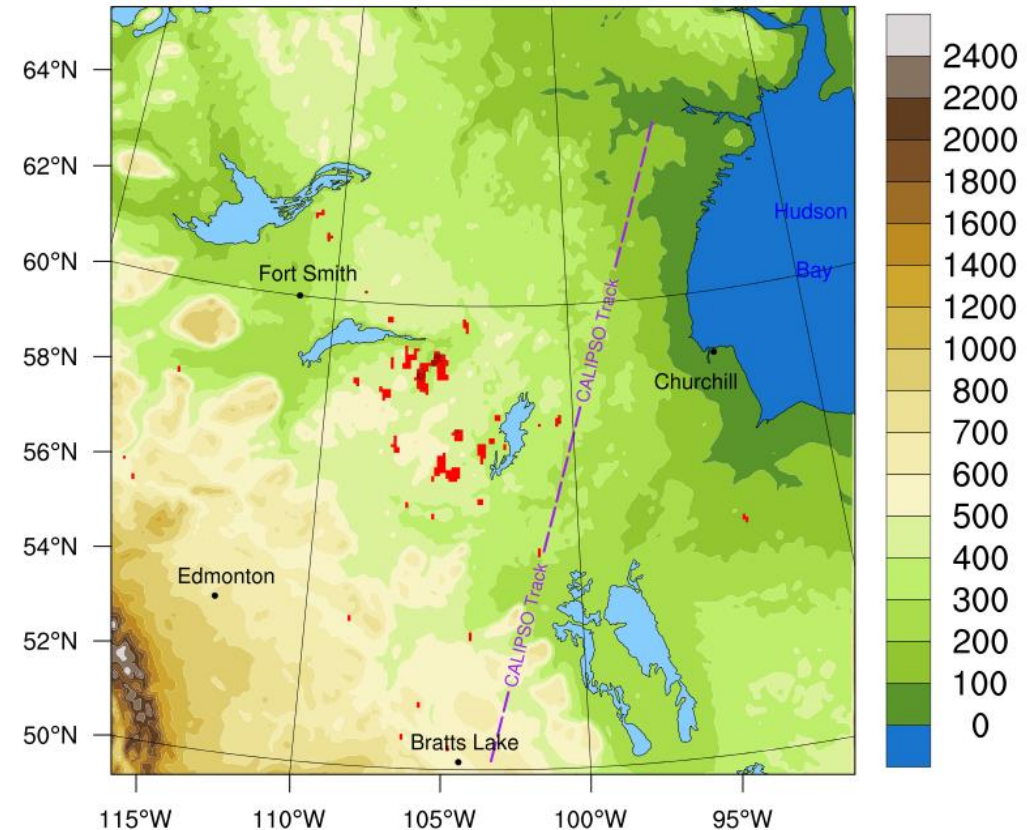 64°N
62°N
60°N
58°N
56°N
54°N
52°N
50°N
115°W
110°W
105°W
100°W
95°W
Fort Smith
Hudson
Bay
Churchill
CALIPSO Track
CALIPSO Track
Edmonton
Bratts Lake
2400
2200
2000
1800
1600
1400
1200
1000
800
700
600
500
400
300
200
100
0